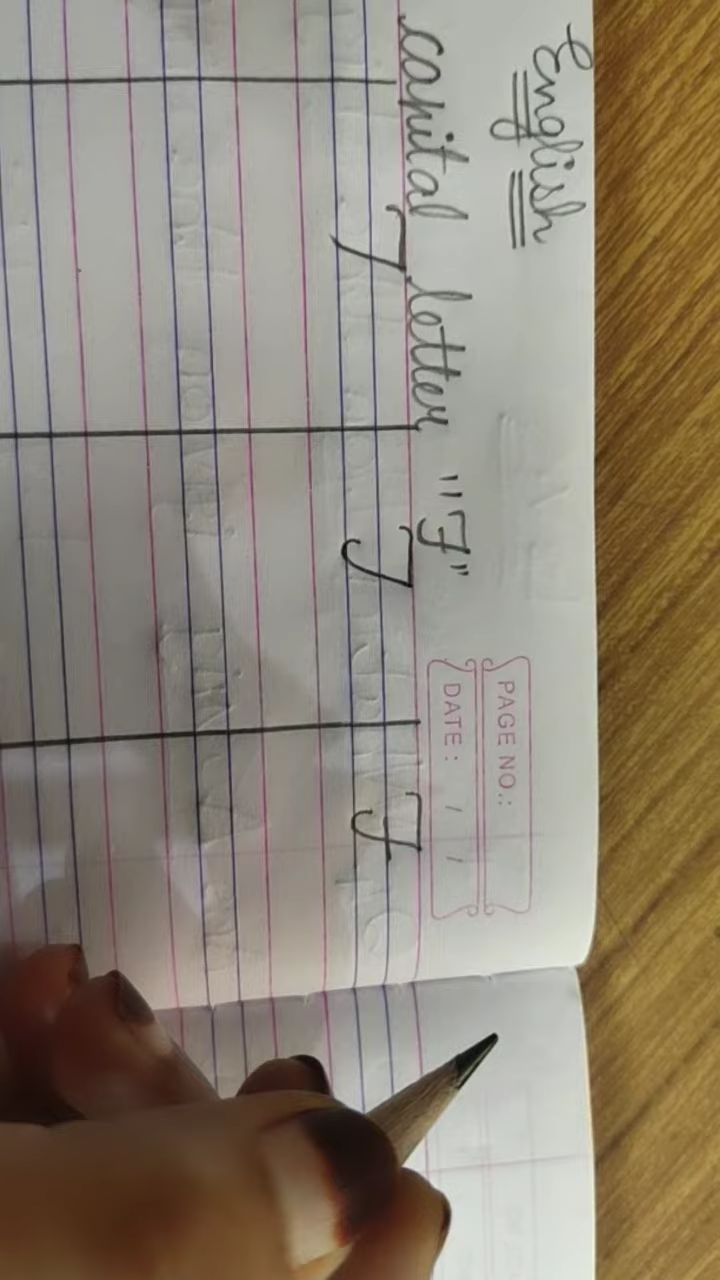 English
capital letter "F"
PAGE NO.:
DATE: / /
F